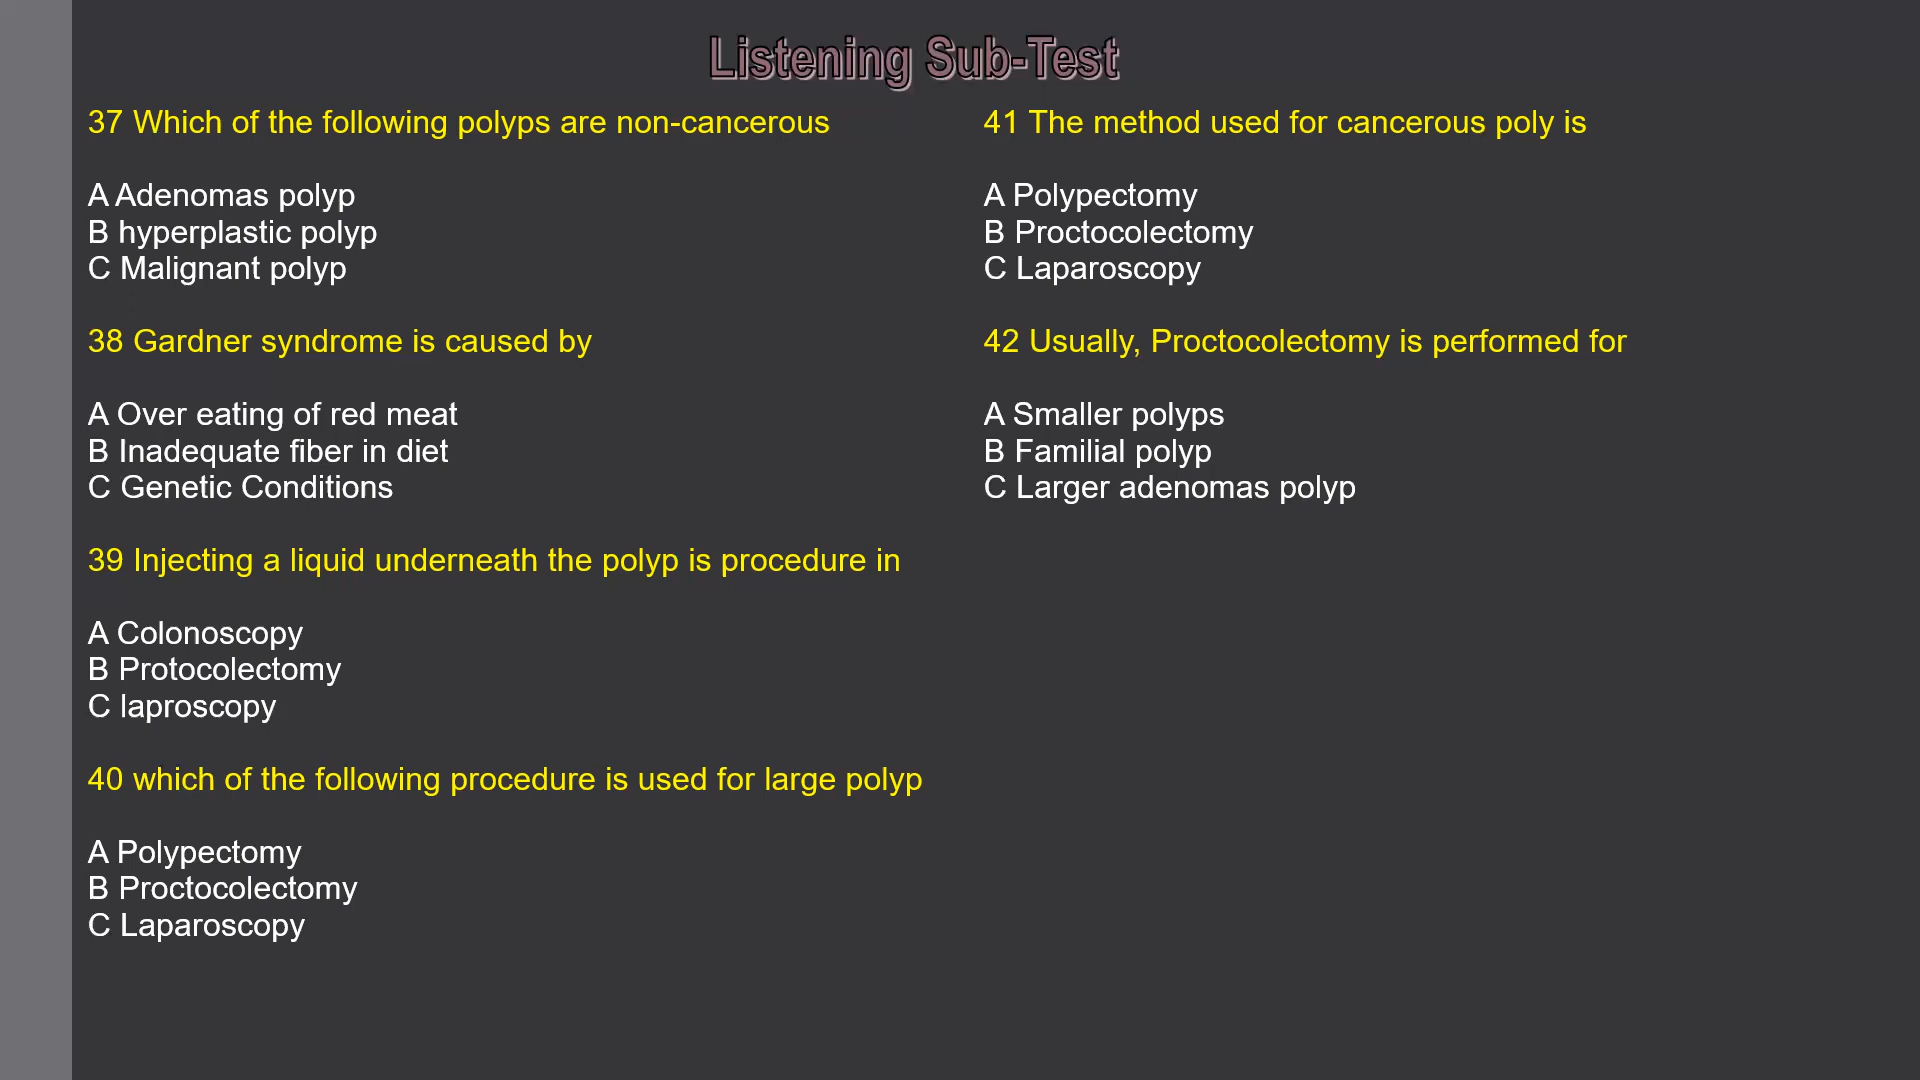 Listening Sub-Test
37 Which of the following polyps are non-cancerous
A Adenomas polyp
B hyperplastic polyp
C Malignant polyp
38 Gardner syndrome is caused by
A Over eating of red meat
B Inadequate fiber in diet
C Genetic Conditions
39 Injecting a liquid underneath the polyp is procedure in
A Colonoscopy
B Protocolectomy
C laproscopy
40 which of the following procedure is used for large polyp
A Polypectomy
B Proctocolectomy
C Laparoscopy
41 The method used for cancerous poly is
A Polypectomy
B Proctocolectomy
C Laparoscopy
42 Usually, Proctocolectomy is performed for
A Smaller polyps
B Familial polyp
C Larger adenomas polyp